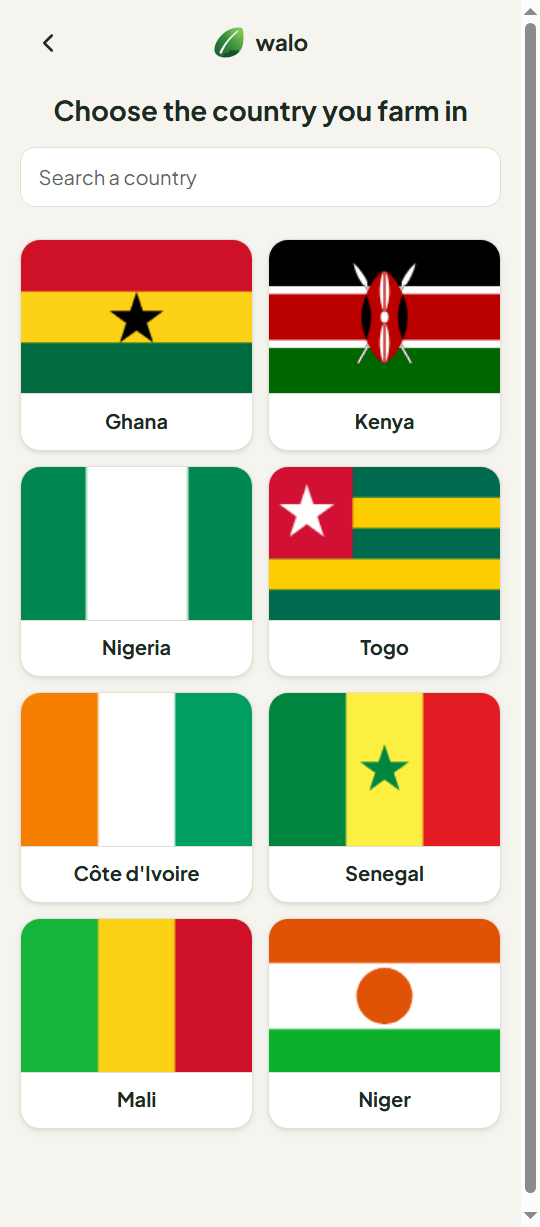 walo
Choose the country you farm in
Search a country
Ghana
Kenya
Nigeria
Togo
Côte d'Ivoire
Senegal
Mali
Niger